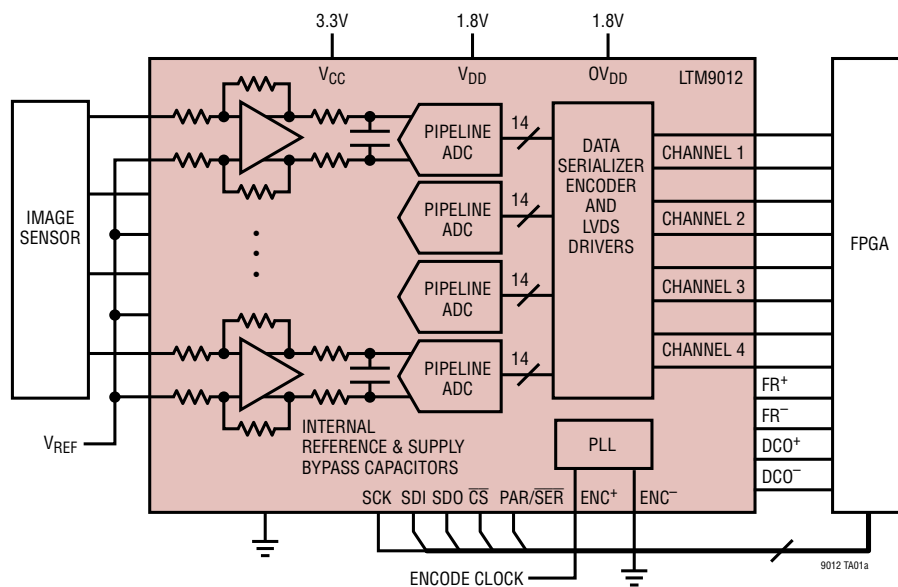 3.3V
1.8V
1.8V
VCC
VDD
OVDD
LTM9012
IMAGE
SENSOR
PIPELINE
ADC
14
PIPELINE
ADC
14
PIPELINE
ADC
14
PIPELINE
ADC
14
DATA
SERIALIZER
ENCODER
AND
LVDS
DRIVERS
CHANNEL 1
CHANNEL 2
CHANNEL 3
CHANNEL 4
FPGA
FR+
FR−
DCO+
DCO−
VREF
INTERNAL
REFERENCE & SUPPLY
BYPASS CAPACITORS
PLL
SCK SDI SDO C̅S̅ PAR/S̅E̅R̅ ENC+ ENC−
ENCODE CLOCK
9012 TA01a